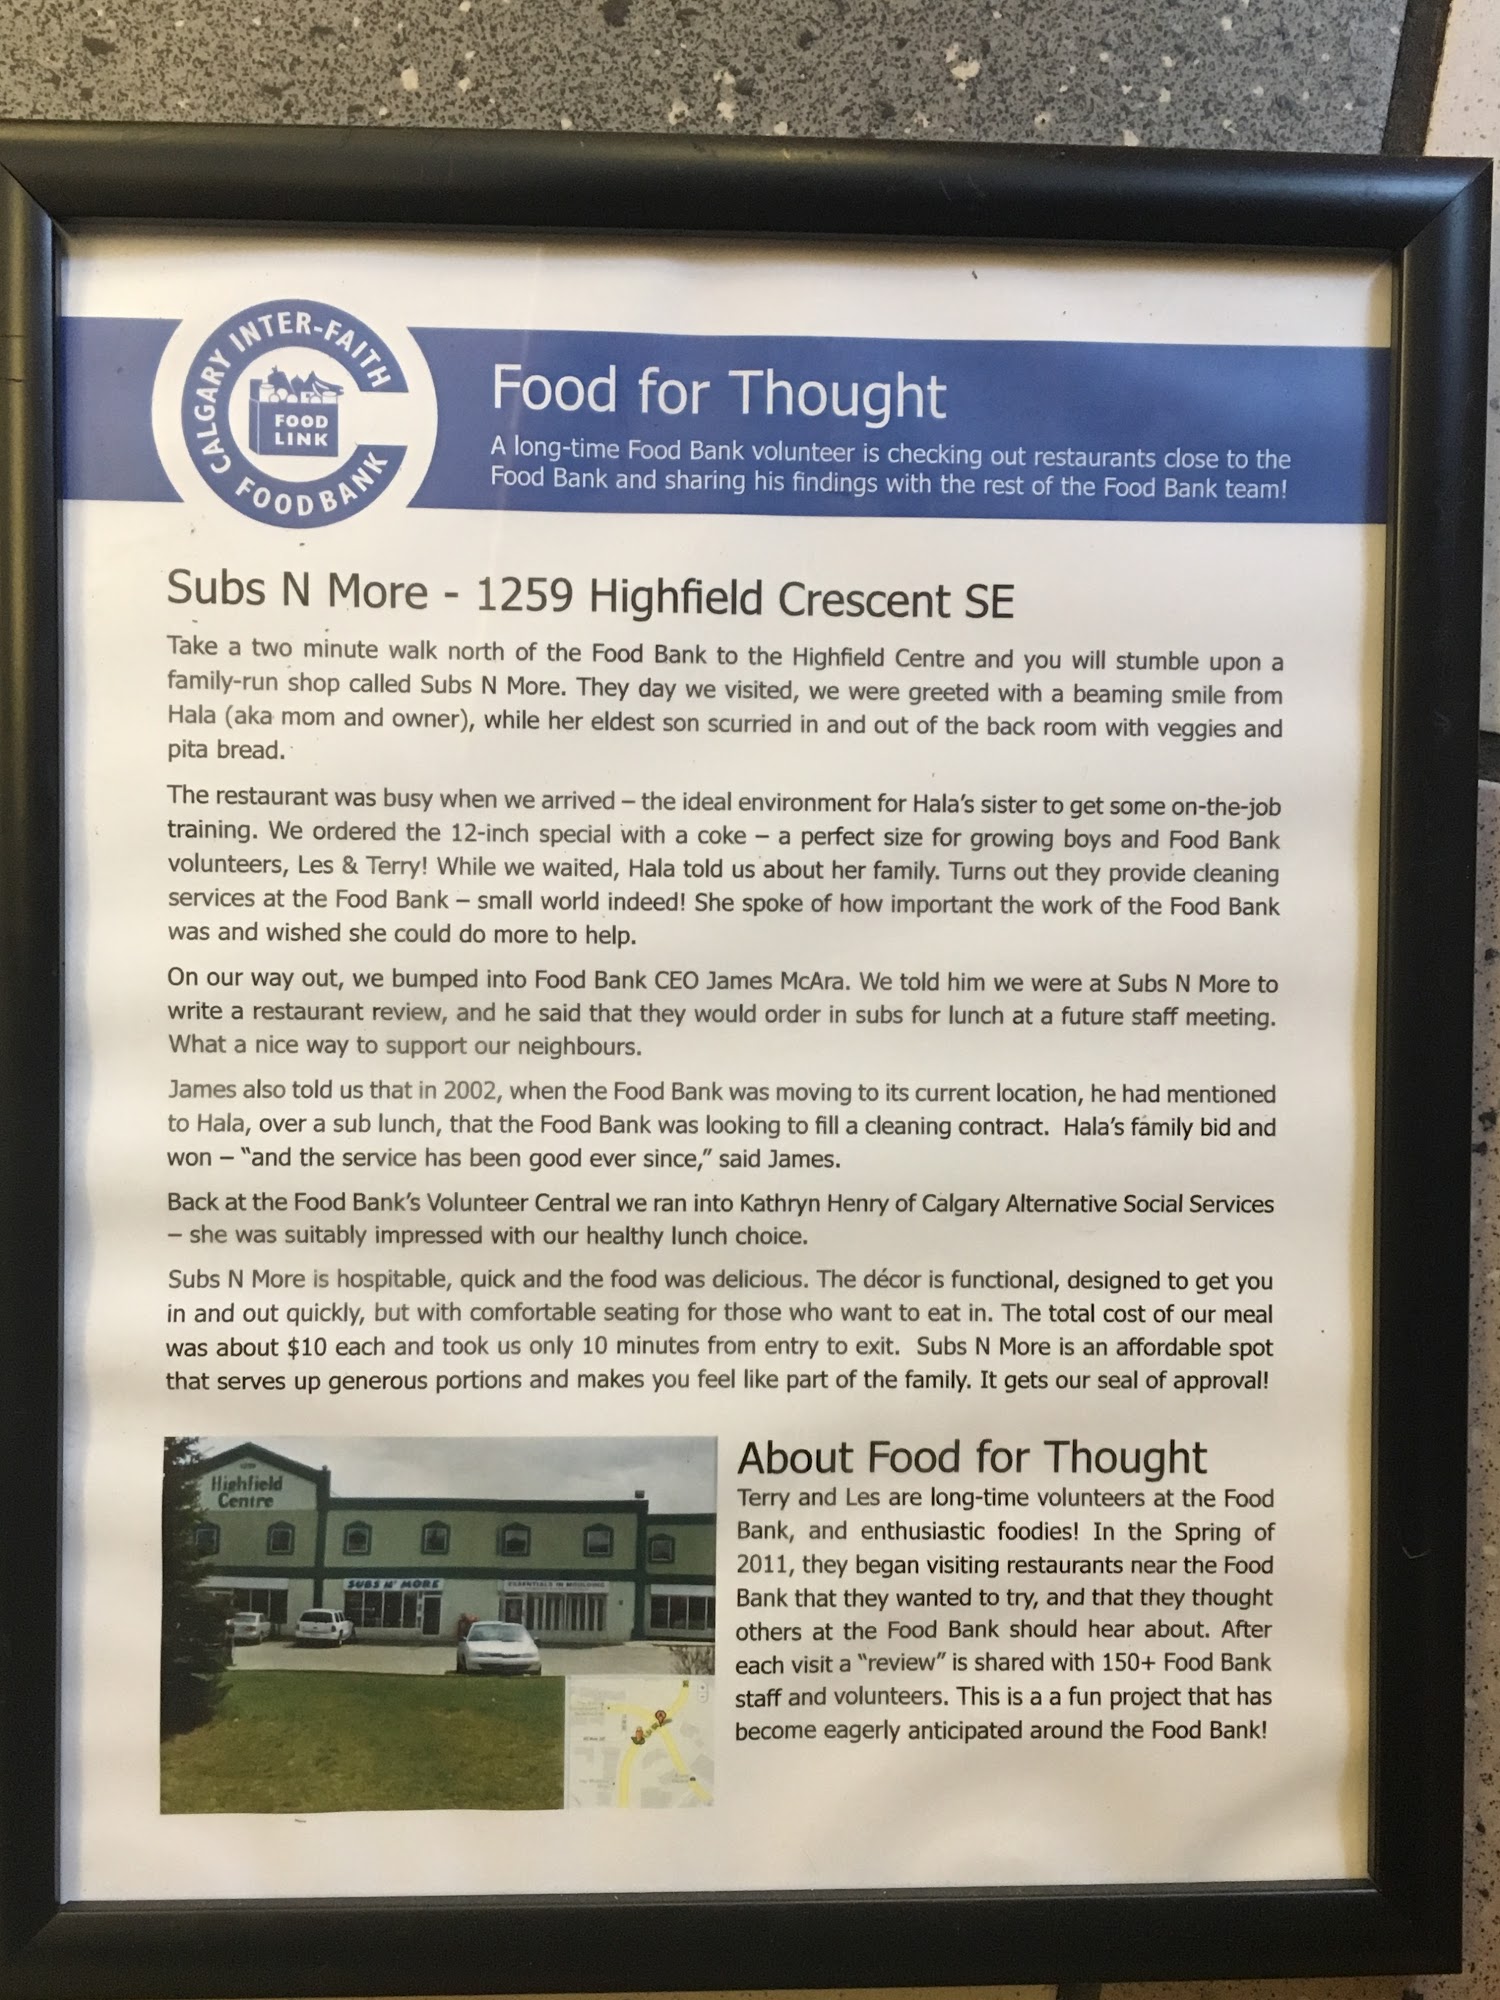 CALGARY INTER-FAITH
FOOD BANK
FOOD
LINK
Food for Thought
A long-time Food Bank volunteer is checking out restaurants close to the
Food Bank and sharing his findings with the rest of the Food Bank team!
Subs N More - 1259 Highfield Crescent SE
Take a two minute walk north of the Food Bank to the Highfield Centre and you will stumble upon a
family-run shop called Subs N More. They day we visited, we were greeted with a beaming smile from
Hala (aka mom and owner), while her eldest son scurried in and out of the back room with veggies and
pita bread.
The restaurant was busy when we arrived – the ideal environment for Hala's sister to get some on-the-job
training. We ordered the 12-inch special with a coke – a perfect size for growing boys and Food Bank
volunteers, Les & Terry! While we waited, Hala told us about her family. Turns out they provide cleaning
services at the Food Bank – small world indeed! She spoke of how important the work of the Food Bank
was and wished she could do more to help.
On our way out, we bumped into Food Bank CEO James McAra. We told him we were at Subs N More to
write a restaurant review, and he said that they would order in subs for lunch at a future staff meeting.
What a nice way to support our neighbours.
James also told us that in 2002, when the Food Bank was moving to its current location, he had mentioned
to Hala, over a sub lunch, that the Food Bank was looking to fill a cleaning contract. Hala's family bid and
won – "and the service has been good ever since," said James.
Back at the Food Bank's Volunteer Central we ran into Kathryn Henry of Calgary Alternative Social Services
– she was suitably impressed with our healthy lunch choice.
Subs N More is hospitable, quick and the food was delicious. The décor is functional, designed to get you
in and out quickly, but with comfortable seating for those who want to eat in. The total cost of our meal
was about $10 each and took us only 10 minutes from entry to exit. Subs N More is an affordable spot
that serves up generous portions and makes you feel like part of the family. It gets our seal of approval!
Highfield
Centre
SUBS N' MORE
ESSENTIALS IN MOULDING
About Food for Thought
Terry and Les are long-time volunteers at the Food
Bank, and enthusiastic foodies! In the Spring of
2011, they began visiting restaurants near the Food
Bank that they wanted to try, and that they thought
others at the Food Bank should hear about. After
each visit a "review" is shared with 150+ Food Bank
staff and volunteers. This is a a fun project that has
become eagerly anticipated around the Food Bank!